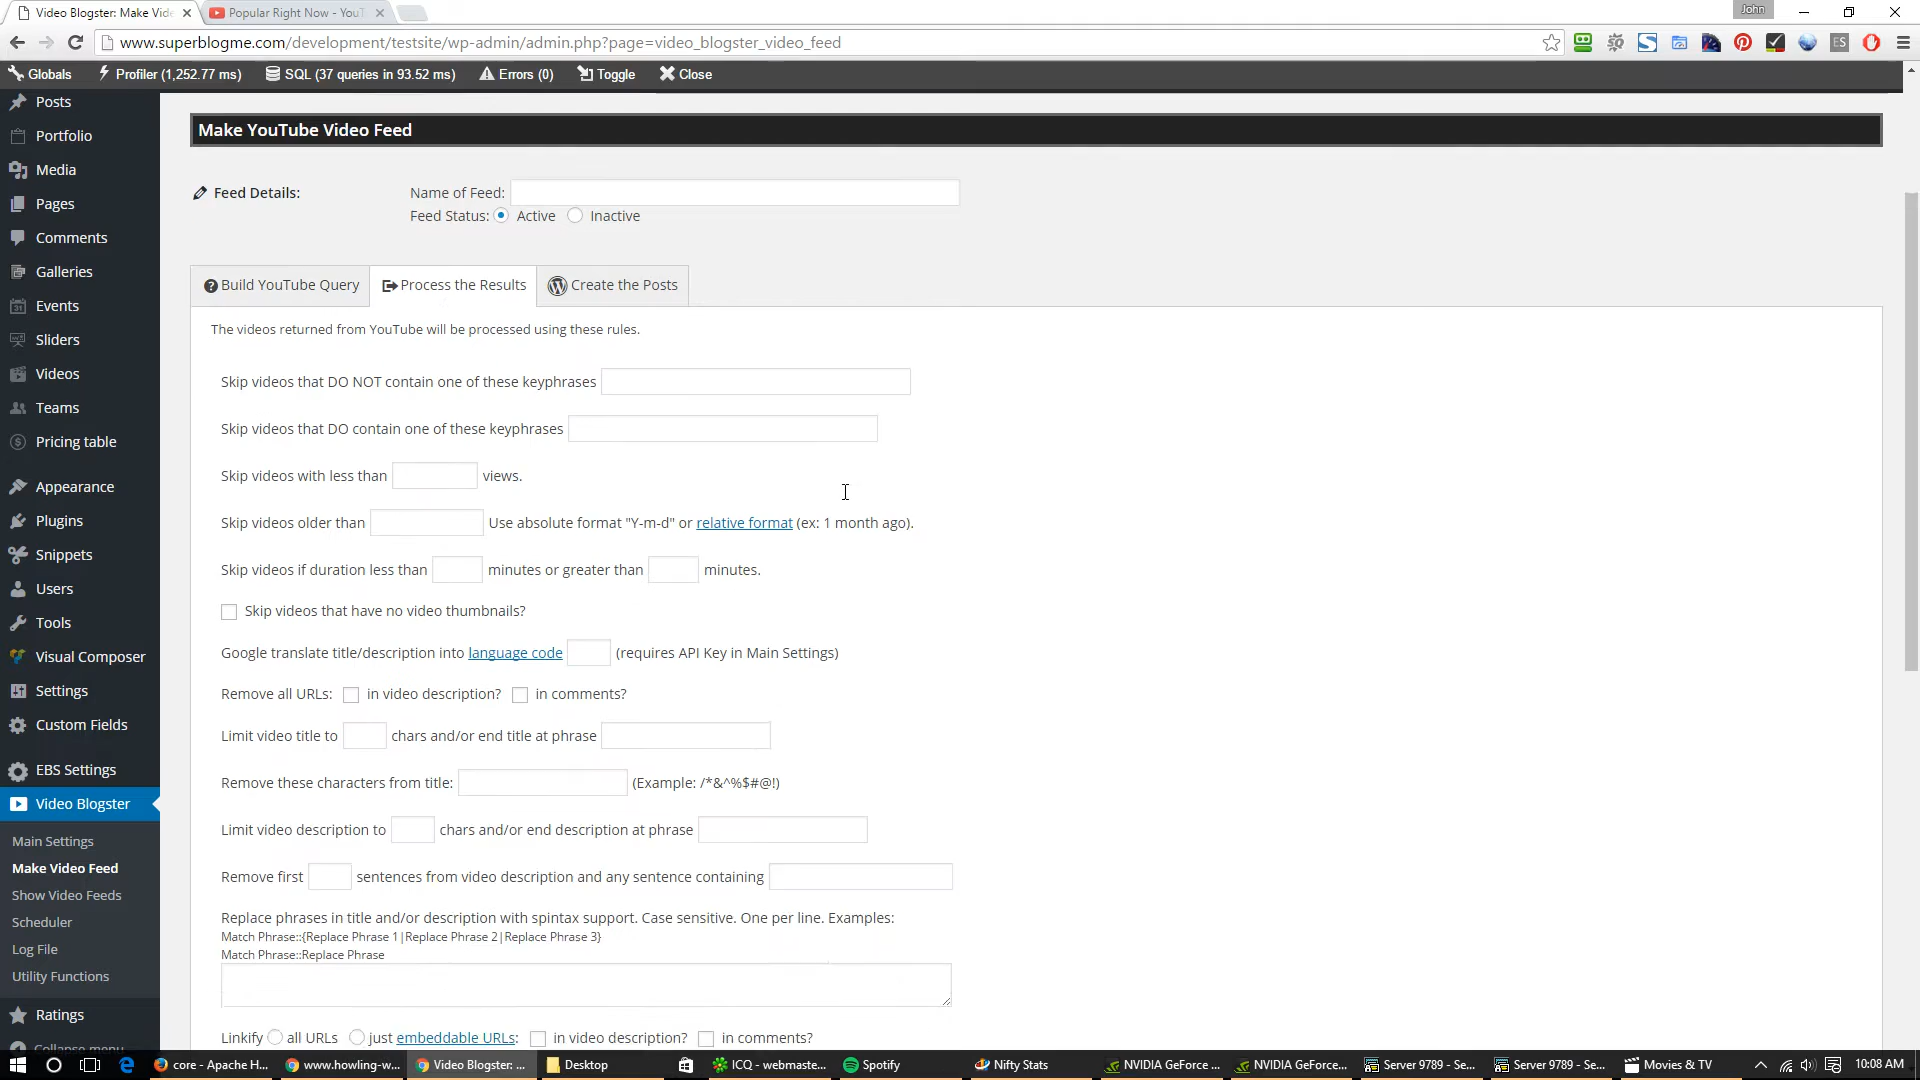 Video Blogster: Make Vide
Popular Right Now - YouT
John
www.superblogme.com/development/testsite/wp-admin/admin.php?page=video_blogster_video_feed
Globals
Profiler (1,252.77 ms)
SQL (37 queries in 93.52 ms)
Errors (0)
Toggle
Close
Posts
Portfolio
Media
Pages
Comments
Galleries
Events
Sliders
Videos
Teams
Pricing table
Appearance
Plugins
Snippets
Users
Tools
Visual Composer
Settings
Custom Fields
EBS Settings
Video Blogster
Main Settings
Make Video Feed
Show Video Feeds
Scheduler
Log File
Utility Functions
Ratings
Collapse menu
Make YouTube Video Feed
Feed Details:
Name of Feed:
Feed Status: Active Inactive
Build YouTube Query
Process the Results
Create the Posts
The videos returned from YouTube will be processed using these rules.
Skip videos that DO NOT contain one of these keyphrases
Skip videos that DO contain one of these keyphrases
Skip videos with less than views.
Skip videos older than Use absolute format "Y-m-d" or relative format (ex: 1 month ago).
Skip videos if duration less than minutes or greater than minutes.
Skip videos that have no video thumbnails?
Google translate title/description into language code (requires API Key in Main Settings)
Remove all URLs: in video description? in comments?
Limit video title to chars and/or end title at phrase
Remove these characters from title: (Example: /*&^%$#@!)
Limit video description to chars and/or end description at phrase
Remove first sentences from video description and any sentence containing
Replace phrases in title and/or description with spintax support. Case sensitive. One per line. Examples:
Match Phrase::{Replace Phrase 1|Replace Phrase 2|Replace Phrase 3}
Match Phrase::Replace Phrase
Linkify all URLs just embeddable URLs: in video description? in comments?
core - Apache H...
www.howling-w...
Video Blogster: ...
Desktop
ICQ - webmaste...
Spotify
Nifty Stats
NVIDIA GeForce ...
NVIDIA GeForce...
Server 9789 - Se...
Server 9789 - Se...
Movies & TV
10:08 AM